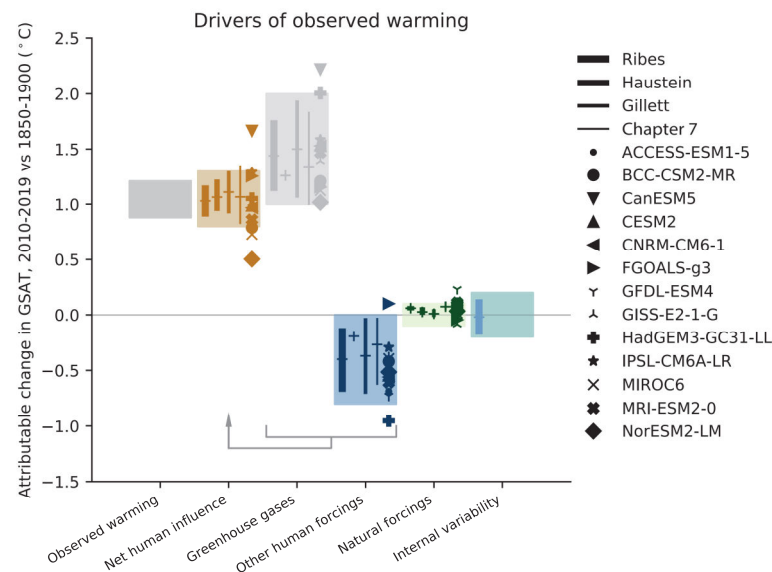 Drivers of observed warming
Attributable change in GSAT, 2010-2019 vs 1850-1900 (°C)
2.5
2.0
1.5
1.0
0.5
0.0
−0.5
−1.0
−1.5
Observed warming
Net human influence
Greenhouse gases
Other human forcings
Natural forcings
Internal variability
Ribes
Haustein
Gillett
Chapter 7
ACCESS-ESM1-5
BCC-CSM2-MR
CanESM5
CESM2
CNRM-CM6-1
FGOALS-g3
GFDL-ESM4
GISS-E2-1-G
HadGEM3-GC31-LL
IPSL-CM6A-LR
MIROC6
MRI-ESM2-0
NorESM2-LM